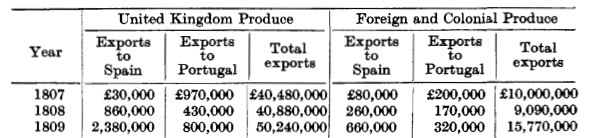 United Kingdom Produce Foreign and Colonial Produce
Year Exports to Spain Exports to Portugal Total exports Exports to Spain Exports to Portugal Total exports
1807 £30,000 £970,000 £40,480,000 £80,000 £200,000 £10,000,000
1808 860,000 430,000 40,880,000 260,000 170,000 9,090,000
1809 2,380,000 800,000 50,240,000 660,000 320,000 15,770,000